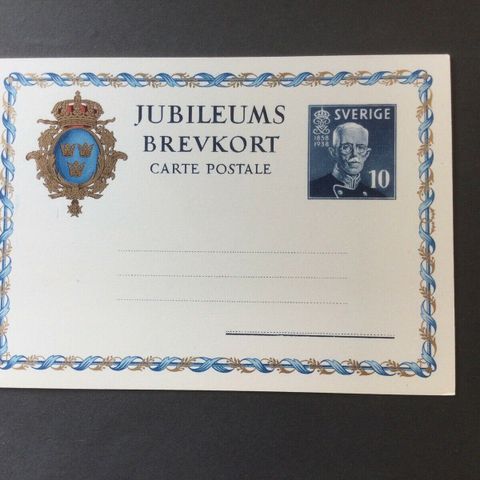 JUBILEUMS
BREVKORT
CARTE POSTALE
SVERIGE
1858
1938
10